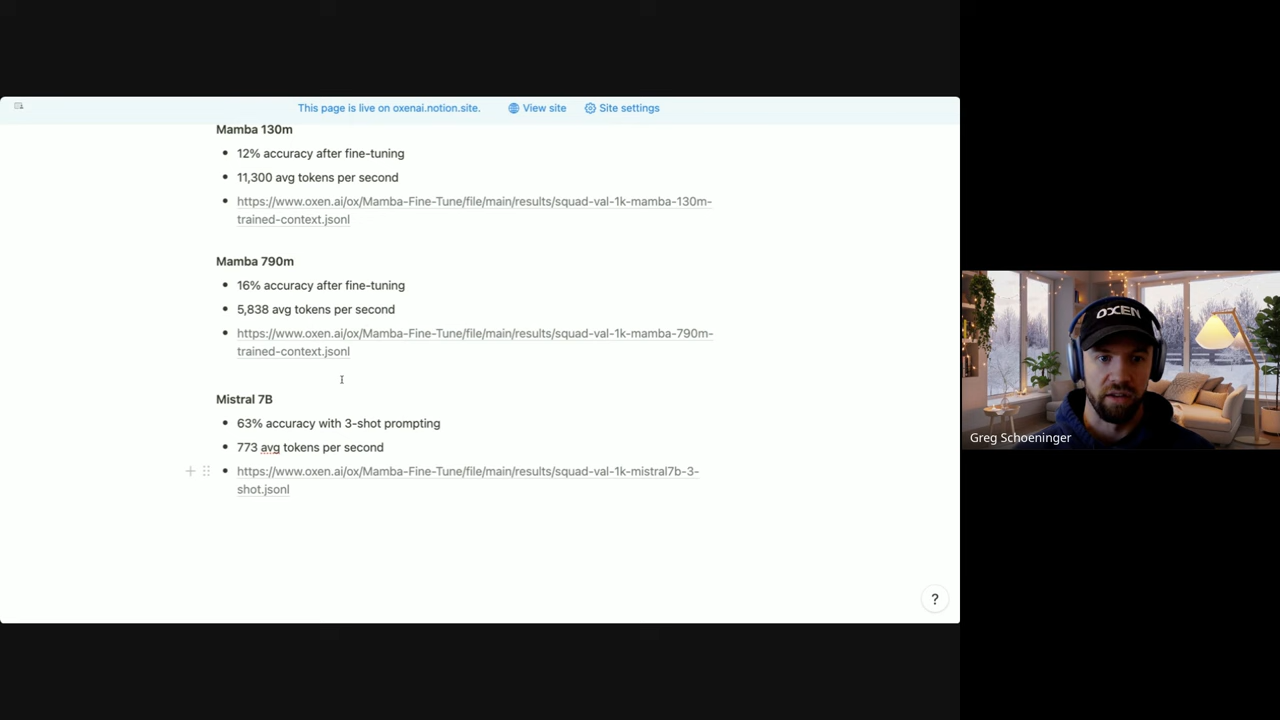 This page is live on oxenai.notion.site. View site Site settings
Mamba 130m
12% accuracy after fine-tuning
11,300 avg tokens per second
https://www.oxen.ai/ox/Mamba-Fine-Tune/file/main/results/squad-val-1k-mamba-130m-
trained-context.jsonl
Mamba 790m
16% accuracy after fine-tuning
5,838 avg tokens per second
https://www.oxen.ai/ox/Mamba-Fine-Tune/file/main/results/squad-val-1k-mamba-790m-
trained-context.jsonl
Mistral 7B
63% accuracy with 3-shot prompting
773 avg tokens per second
https://www.oxen.ai/ox/Mamba-Fine-Tune/file/main/results/squad-val-1k-mistral7b-3-
shot.jsonl
?
OXEN
Greg Schoeninger